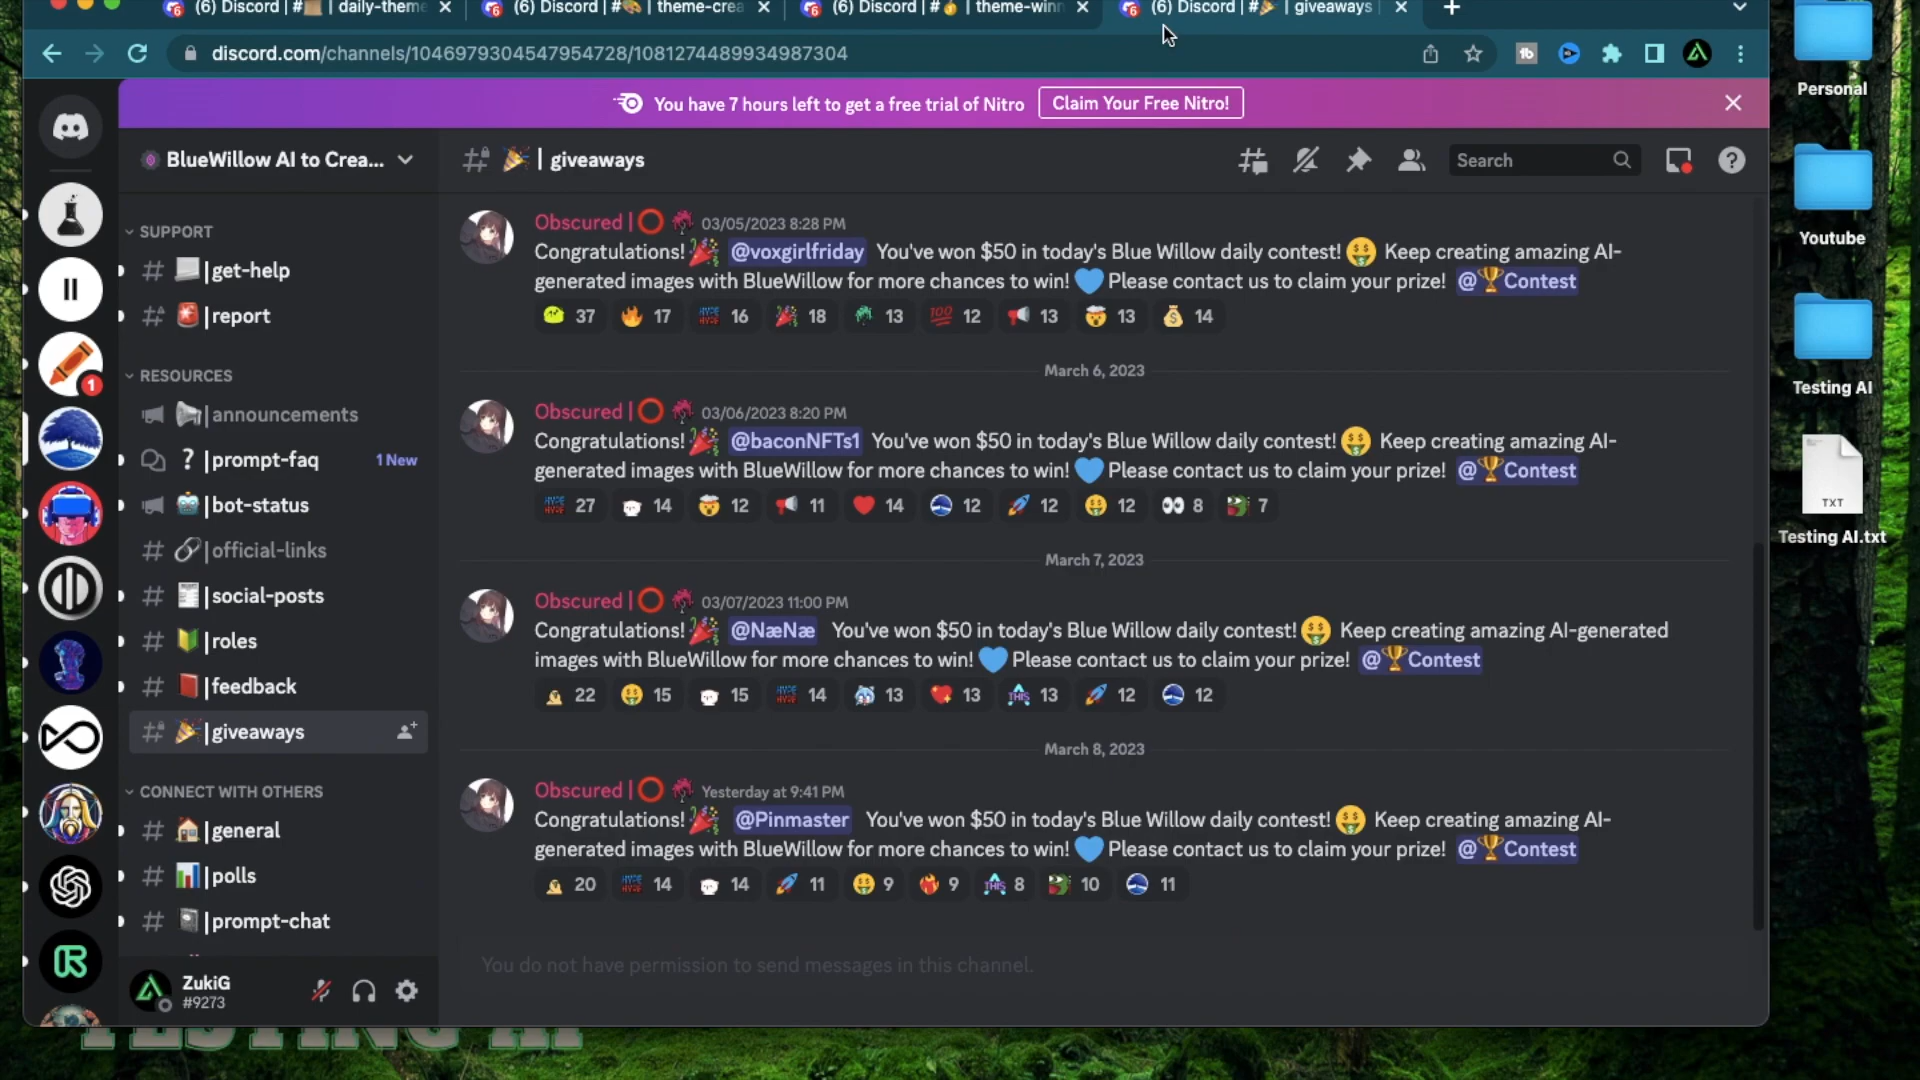 (6) Discord | # | daily-theme
(6) Discord | # | theme-crea
(6) Discord | # | theme-winn
(6) Discord | # | giveaways
discord.com/channels/1046979304547954728/1081274489934987304
You have 7 hours left to get a free trial of Nitro
Claim Your Free Nitro!
BlueWillow AI to Crea...
| giveaways
Search
SUPPORT
|get-help
|report
RESOURCES
|announcements
? |prompt-faq 1 New
|bot-status
|official-links
|social-posts
|roles
|feedback
|giveaways
CONNECT WITH OTHERS
|general
|polls
|prompt-chat
ZukiG
#9273
1
Obscured | ⭕ 03/05/2023 8:28 PM
Congratulations! 🎉 @voxgirlfriday You've won $50 in today's Blue Willow daily contest! 🤑 Keep creating amazing AI-
generated images with BlueWillow for more chances to win! 💙 Please contact us to claim your prize! @🏆Contest
37 17 16 18 13 12 13 13 14
March 6, 2023
Obscured | ⭕ 03/06/2023 8:20 PM
Congratulations! 🎉 @baconNFTs1 You've won $50 in today's Blue Willow daily contest! 🤑 Keep creating amazing AI-
generated images with BlueWillow for more chances to win! 💙 Please contact us to claim your prize! @🏆Contest
27 14 12 11 14 12 12 12 8 7
March 7, 2023
Obscured | ⭕ 03/07/2023 11:00 PM
Congratulations! 🎉 @NæNæ You've won $50 in today's Blue Willow daily contest! 🤑 Keep creating amazing AI-generated
images with BlueWillow for more chances to win! 💙 Please contact us to claim your prize! @🏆Contest
22 15 15 14 13 13 13 12 12
March 8, 2023
Obscured | ⭕ Yesterday at 9:41 PM
Congratulations! 🎉 @Pinmaster You've won $50 in today's Blue Willow daily contest! 🤑 Keep creating amazing AI-
generated images with BlueWillow for more chances to win! 💙 Please contact us to claim your prize! @🏆Contest
20 14 14 11 9 9 8 10 11
You do not have permission to send messages in this channel.
Personal
Youtube
Testing AI
TXT
Testing AI.txt
TESTING AI